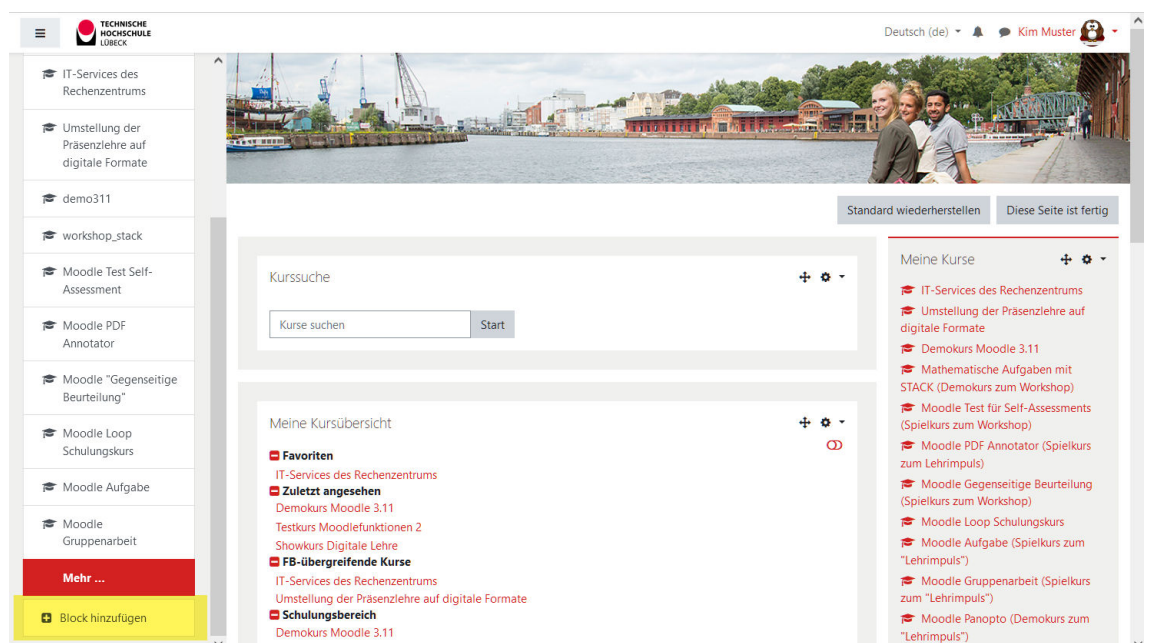 TECHNISCHE
HOCHSCHULE
LÜBECK
Deutsch (de)
Kim Muster
IT-Services des
Rechenzentrums
Umstellung der
Präsenzlehre auf
digitale Formate
demo311
workshop_stack
Moodle Test Self-
Assessment
Moodle PDF
Annotator
Moodle "Gegenseitige
Beurteilung"
Moodle Loop
Schulungskurs
Moodle Aufgabe
Moodle
Gruppenarbeit
Mehr ...
Block hinzufügen
Standard wiederherstellen
Diese Seite ist fertig
Kurssuche
Kurse suchen
Start
Meine Kursübersicht
Favoriten
IT-Services des Rechenzentrums
Zuletzt angesehen
Demokurs Moodle 3.11
Testkurs Moodlefunktionen 2
Showkurs Digitale Lehre
FB-übergreifende Kurse
IT-Services des Rechenzentrums
Umstellung der Präsenzlehre auf digitale Formate
Schulungsbereich
Demokurs Moodle 3.11
Meine Kurse
IT-Services des Rechenzentrums
Umstellung der Präsenzlehre auf
digitale Formate
Demokurs Moodle 3.11
Mathematische Aufgaben mit
STACK (Demokurs zum Workshop)
Moodle Test für Self-Assessments
(Spielkurs zum Workshop)
Moodle PDF Annotator (Spielkurs
zum Lehrimpuls)
Moodle Gegenseitige Beurteilung
(Spielkurs zum Workshop)
Moodle Loop Schulungskurs
Moodle Aufgabe (Spielkurs zum
"Lehrimpuls")
Moodle Gruppenarbeit (Spielkurs
zum "Lehrimpuls")
Moodle Panopto (Demokurs zum
"Lehrimpuls")